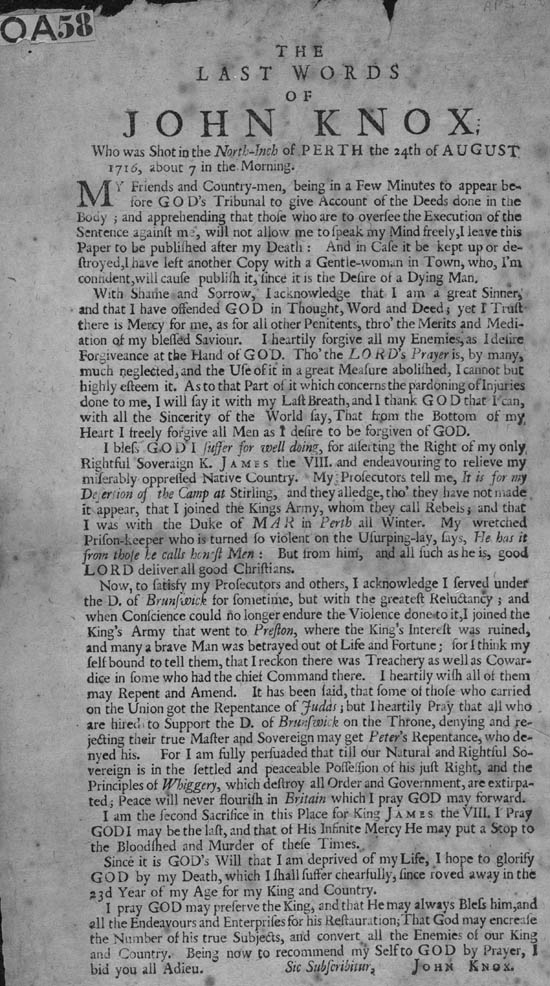 OA58
THE
LAST WORDS
OF
JOHN KNOX;
Who was Shot in the North-Inch of PERTH the 24th of AUGUST
1716, about 7 in the Morning.
MY Friends and Country-men, being in a Few Minutes to appear be-
fore GOD's Tribunal to give Account of the Deeds done in the
Body; and apprehending that those who are to oversee the Execution of the
Sentence against me, will not allow me to speak my Mind freely, I leave this
Paper to be published after my Death: And in Case it be kept up or de-
stroyed, I have left another Copy with a Gentle-woman in Town, who, I'm
confident, will cause publish it, since it is the Desire of a Dying Man.
With Shame and Sorrow, I acknowledge that I am a great Sinner,
and that I have offended GOD in Thought, Word and Deed; yet I Trust
there is Mercy for me, as for all other Penitents, thro' the Merits and Medi-
ation of my blessed Saviour. I heartily forgive all my Enemies, as I desire
Forgiveance at the Hand of GOD. Tho' the LORD's Prayer is, by many,
much neglected, and the Use of it in a great Measure abolished, I cannot but
highly esteem it. As to that Part of it which concerns the pardoning of Injuries
done to me, I will say it with my Last Breath, and I thank GOD that I can,
with all the Sincerity of the World say, That from the Bottom of my
Heart I freely forgive all Men as I desire to be forgiven of GOD.
I bless GOD I suffer for well doing, for asserting the Right of my only
Rightful Soveraign K. JAMES the VIII. and endeavouring to relieve my
miserably oppressed Native Country. My Prosecutors tell me, It is for my
Desertion of the Camp at Stirling, and they alledge, tho' they have not made
it appear, that I joined the Kings Army, whom they call Rebels; and that
I was with the Duke of MAR in Perth all Winter. My wretched
Prison-keeper who is turned so violent on the Usurping-lay, says, He has it
from those he calls honest Men: But from him, and all such as he is, good
LORD deliver all good Christians.
Now, to satisfy my Prosecutors and others, I acknowledge I served under
the D. of Brunswick for sometime, but with the greatest Reluctancy; and
when Conscience could no longer endure the Violence done to it, I joined the
King's Army that went to Preston, where the King's Interest was ruined,
and many a brave Man was betrayed out of Life and Fortune; for I think my
self bound to tell them, that I reckon there was Treachery as well as Cowar-
dice in some who had the chief Command there. I heartily wish all of them
may Repent and Amend. It has been said, that some of those who carried
on the Union got the Repentance of Judas; but I heartily Pray that all who
are hired to Support the D. of Brunswick on the Throne, denying and re-
jecting their true Master and Sovereign may get Peter's Repentance, who de-
nyed his. For I am fully persuaded that till our Natural and Rightful So-
vereign is in the settled and peaceable Possession of his just Right, and the
Principles of Whiggery, which destroy all Order and Government, are extirpa-
ted; Peace will never flourish in Britain which I pray GOD may forward.
I am the second Sacrifice in this Place for King JAMES the VIII. I Pray
GOD I may be the last, and that of His Infinite Mercy He may put a Stop to
the Bloodshed and Murder of these Times.
Since it is GOD's Will that I am deprived of my Life, I hope to glorify
GOD by my Death, which I shall suffer chearfully, since roved away in the
23d Year of my Age for my King and Country.
I pray GOD may preserve the King, and that He may always Bless him, and
all the Endeavours and Enterprises for his Restauration; That God may encrease
the Number of his true Subjects, and convert all the Enemies of our King
and Country. Being now to recommend my Self to GOD by Prayer, I
bid you all Adieu. Sic Subscribitur, JOHN KNOX.